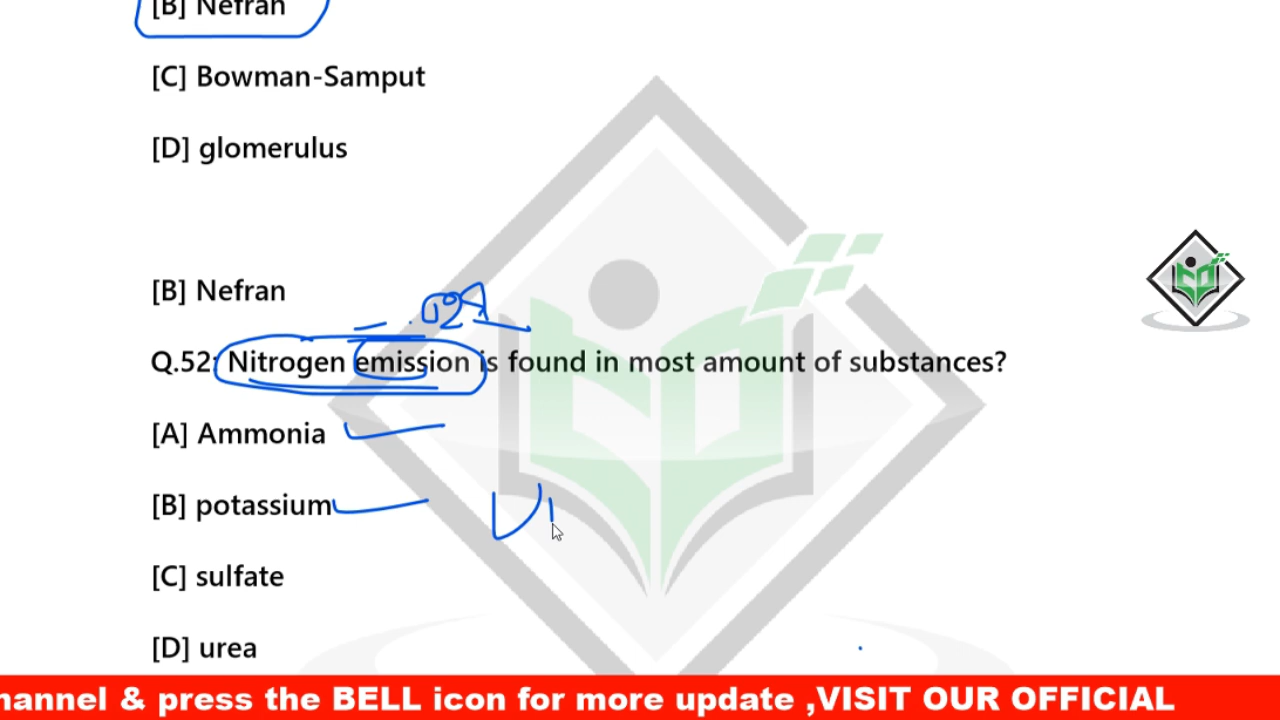 [B] Nefran
[C] Bowman-Samput
[D] glomerulus
[B] Nefran
Q.52: Nitrogen emission is found in most amount of substances?
[A] Ammonia
[B] potassium
[C] sulfate
[D] urea
hannel & press the BELL icon for more update ,VISIT OUR OFFICIAL